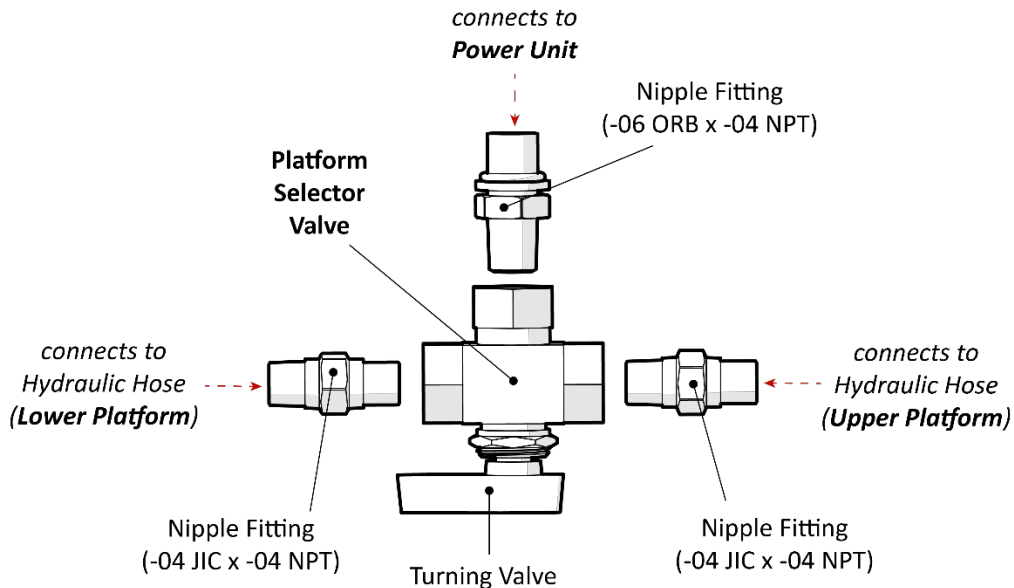 connects to
Power Unit
Nipple Fitting
(-06 ORB x -04 NPT)
Platform
Selector
Valve
connects to
Hydraulic Hose
(Lower Platform)
connects to
Hydraulic Hose
(Upper Platform)
Nipple Fitting
(-04 JIC x -04 NPT)
Turning Valve
Nipple Fitting
(-04 JIC x -04 NPT)